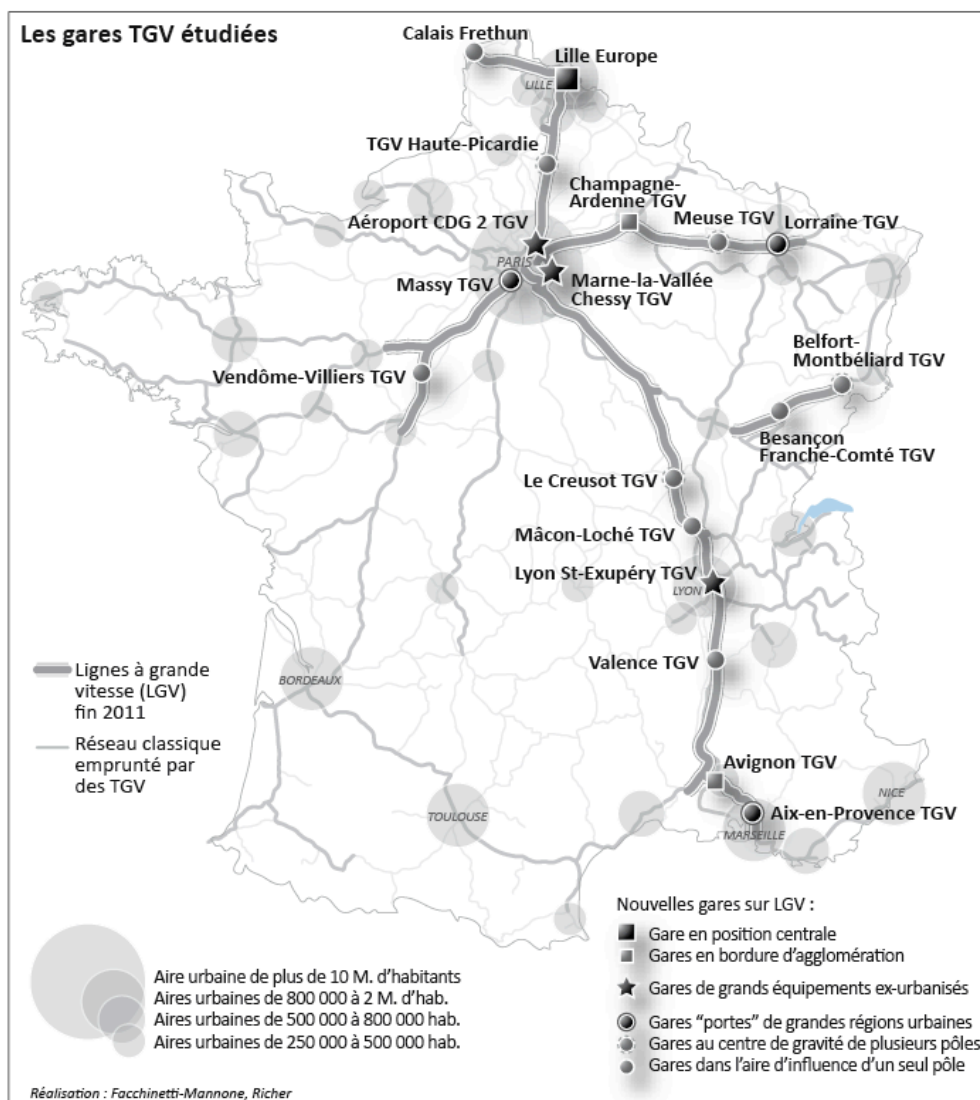 Les gares TGV étudiées
Calais Frethun
Lille Europe
LILLE
TGV Haute-Picardie
Champagne-
Ardenne TGV
Meuse TGV
Lorraine TGV
Aéroport CDG 2 TGV
PARIS
Massy TGV
Marne-la-Vallée
Chessy TGV
Belfort-
Montbéliard TGV
Vendôme-Villiers TGV
Besançon
Franche-Comté TGV
Le Creusot TGV
Mâcon-Loché TGV
Lyon St-Exupéry TGV
LYON
Valence TGV
Lignes à grande
vitesse (LGV)
fin 2011
BORDEAUX
Réseau classique
emprunté par
des TGV
Avignon TGV
NICE
TOULOUSE
Aix-en-Provence TGV
MARSEILLE
Nouvelles gares sur LGV :
Gare en position centrale
Gares en bordure d'agglomération
Gares de grands équipements ex-urbanisés
Gares "portes" de grandes régions urbaines
Gares au centre de gravité de plusieurs pôles
Gares dans l'aire d'influence d'un seul pôle
Aire urbaine de plus de 10 M. d'habitants
Aires urbaines de 800 000 à 2 M. d'hab.
Aires urbaines de 500 000 à 800 000 hab.
Aires urbaines de 250 000 à 500 000 hab.
Réalisation : Facchinetti-Mannone, Richer